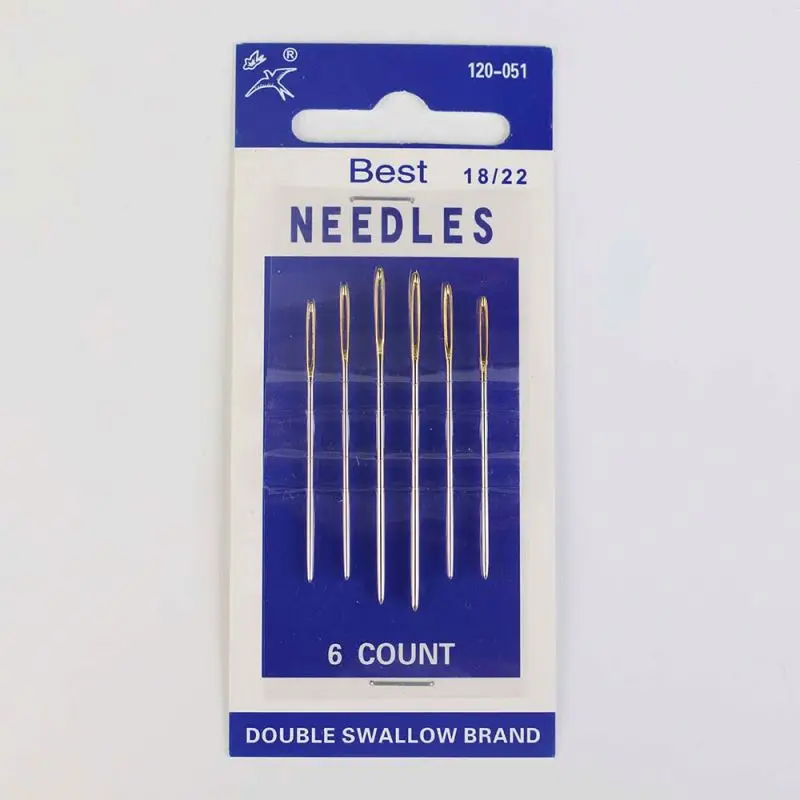 ®
120-051
Best 18/22
NEEDLES
6 COUNT
DOUBLE SWALLOW BRAND